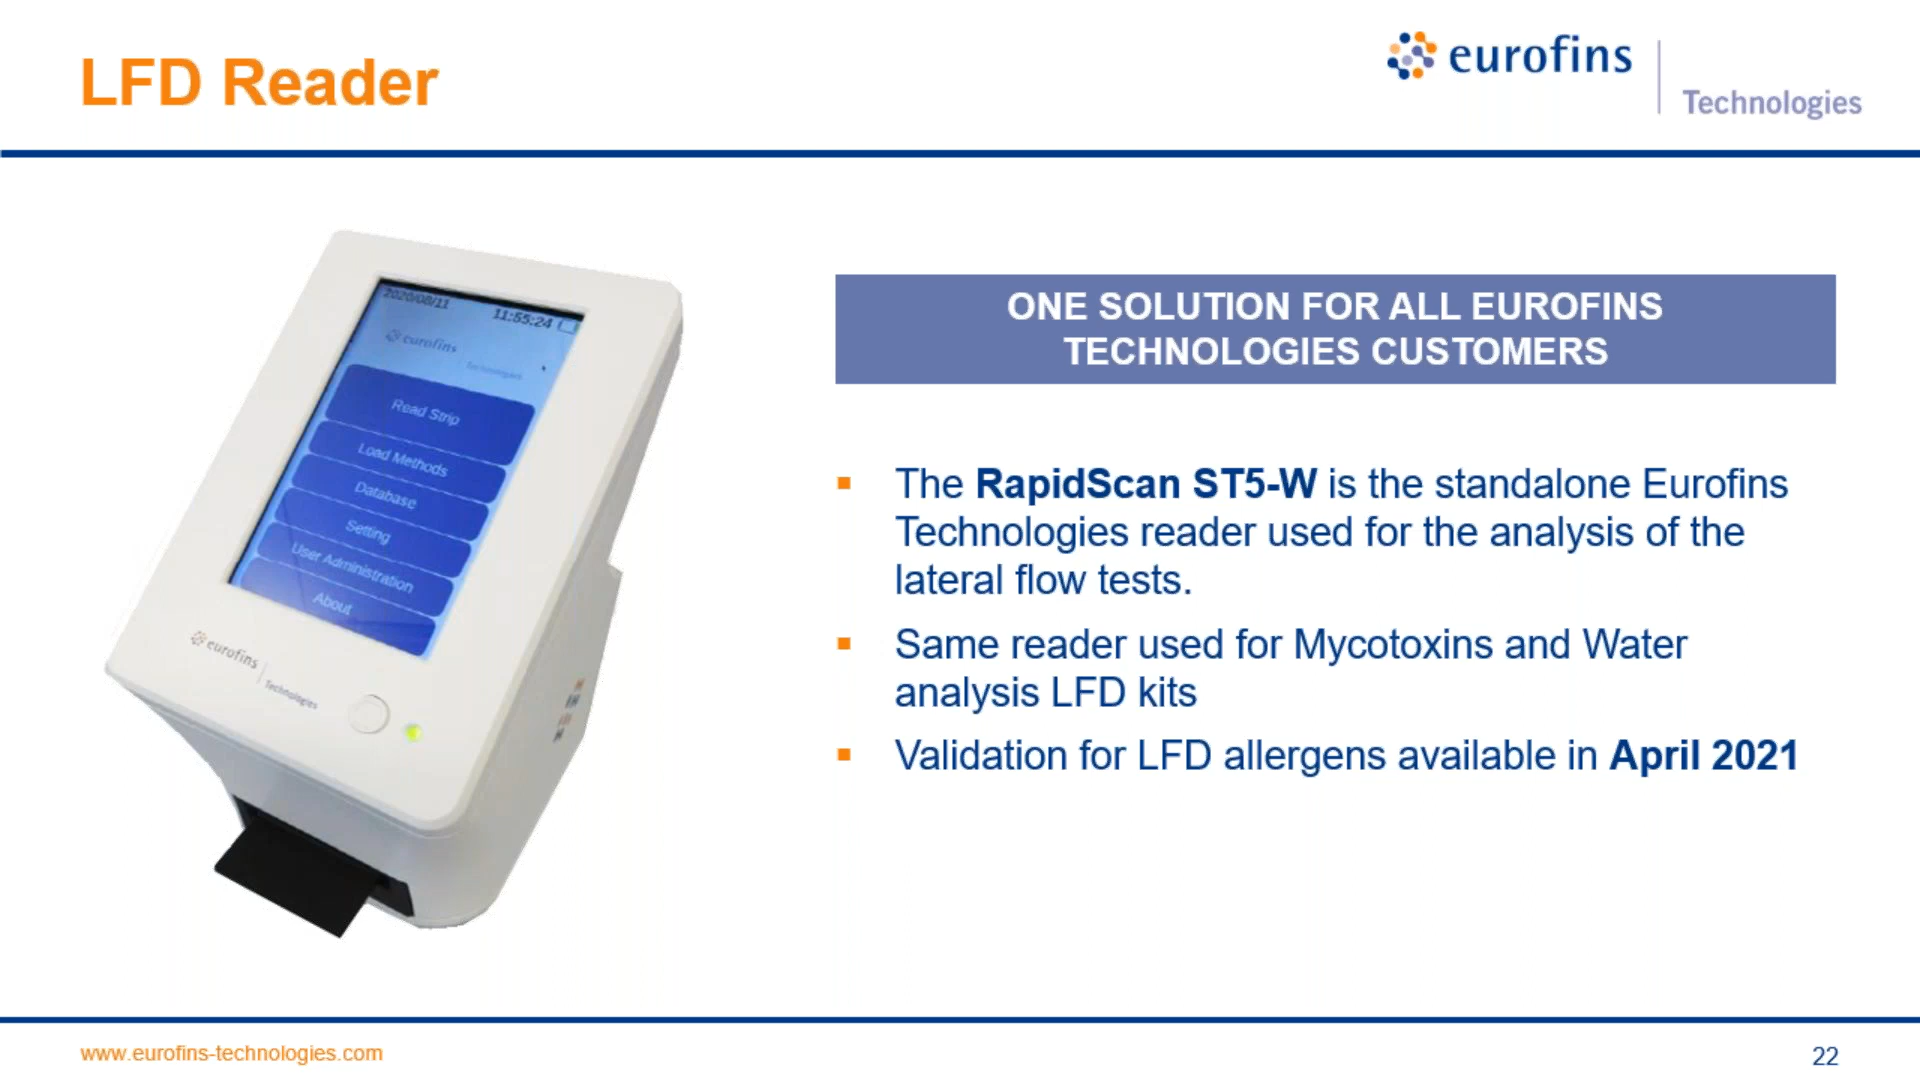 LFD Reader
eurofins
Technologies
2020/08/11
11:55:24
eurofins
Technologies
Read Strip
Load Methods
Database
Setting
User Administration
About
eurofins
Technologies
ONE SOLUTION FOR ALL EUROFINS
TECHNOLOGIES CUSTOMERS
▪ The RapidScan ST5-W is the standalone Eurofins
Technologies reader used for the analysis of the
lateral flow tests.
▪ Same reader used for Mycotoxins and Water
analysis LFD kits
▪ Validation for LFD allergens available in April 2021
www.eurofins-technologies.com
22